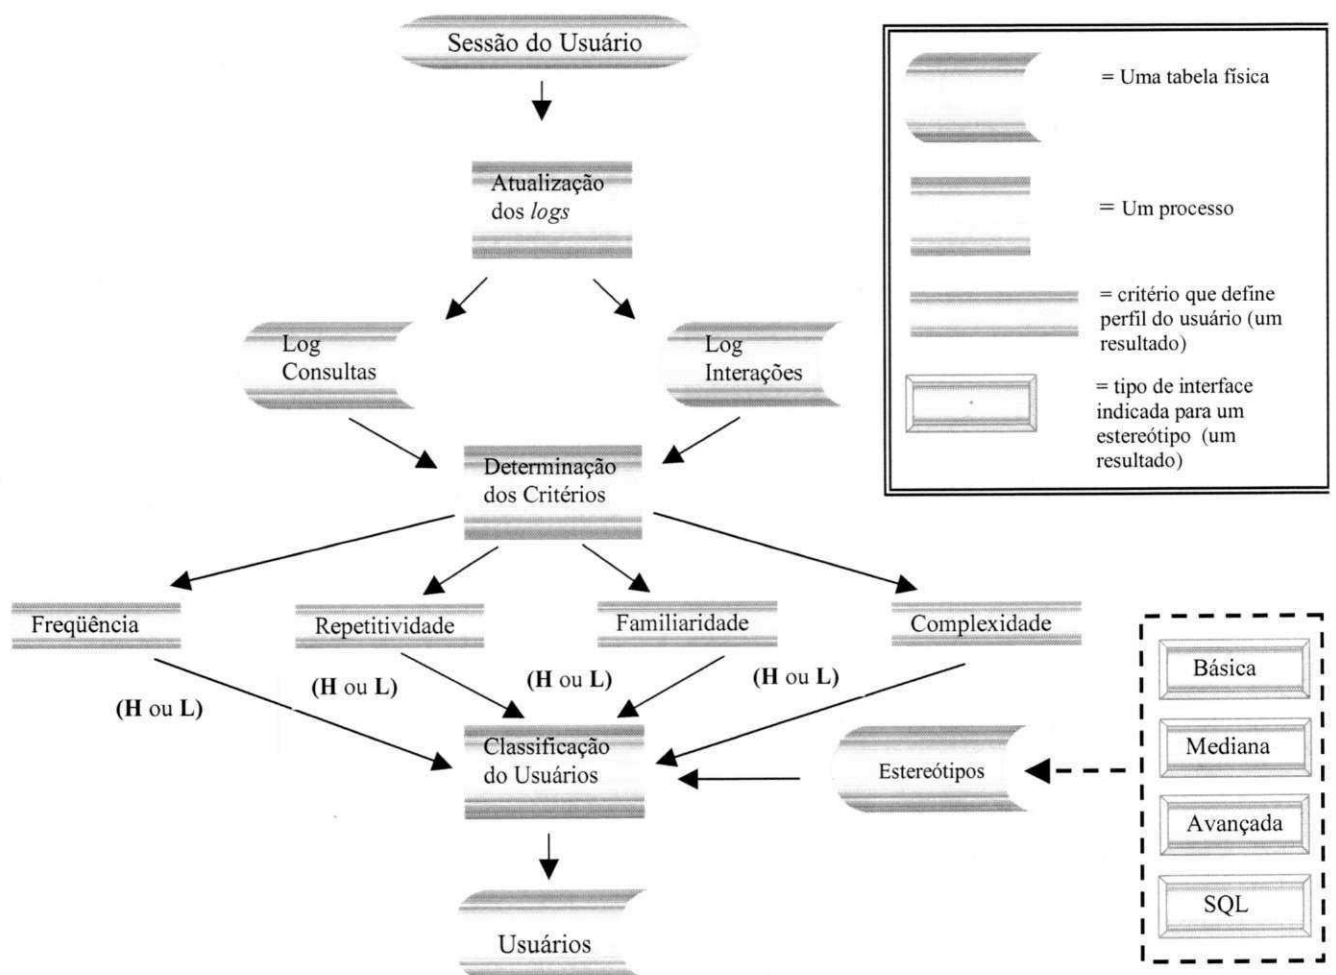 Sessão do Usuário
= Uma tabela física
Atualização
dos logs
= Um processo
= critério que define
perfil do usuário (um
resultado)
Log
Consultas
Log
Interações
= tipo de interface
indicada para um
estereótipo (um
resultado)
Determinação
dos Critérios
Freqüência
Repetitividade
Familiaridade
Complexidade
(H ou L)
(H ou L)
(H ou L)
(H ou L)
Classificação
do Usuários
Estereótipos
Básica
Mediana
Avançada
SQL
Usuários